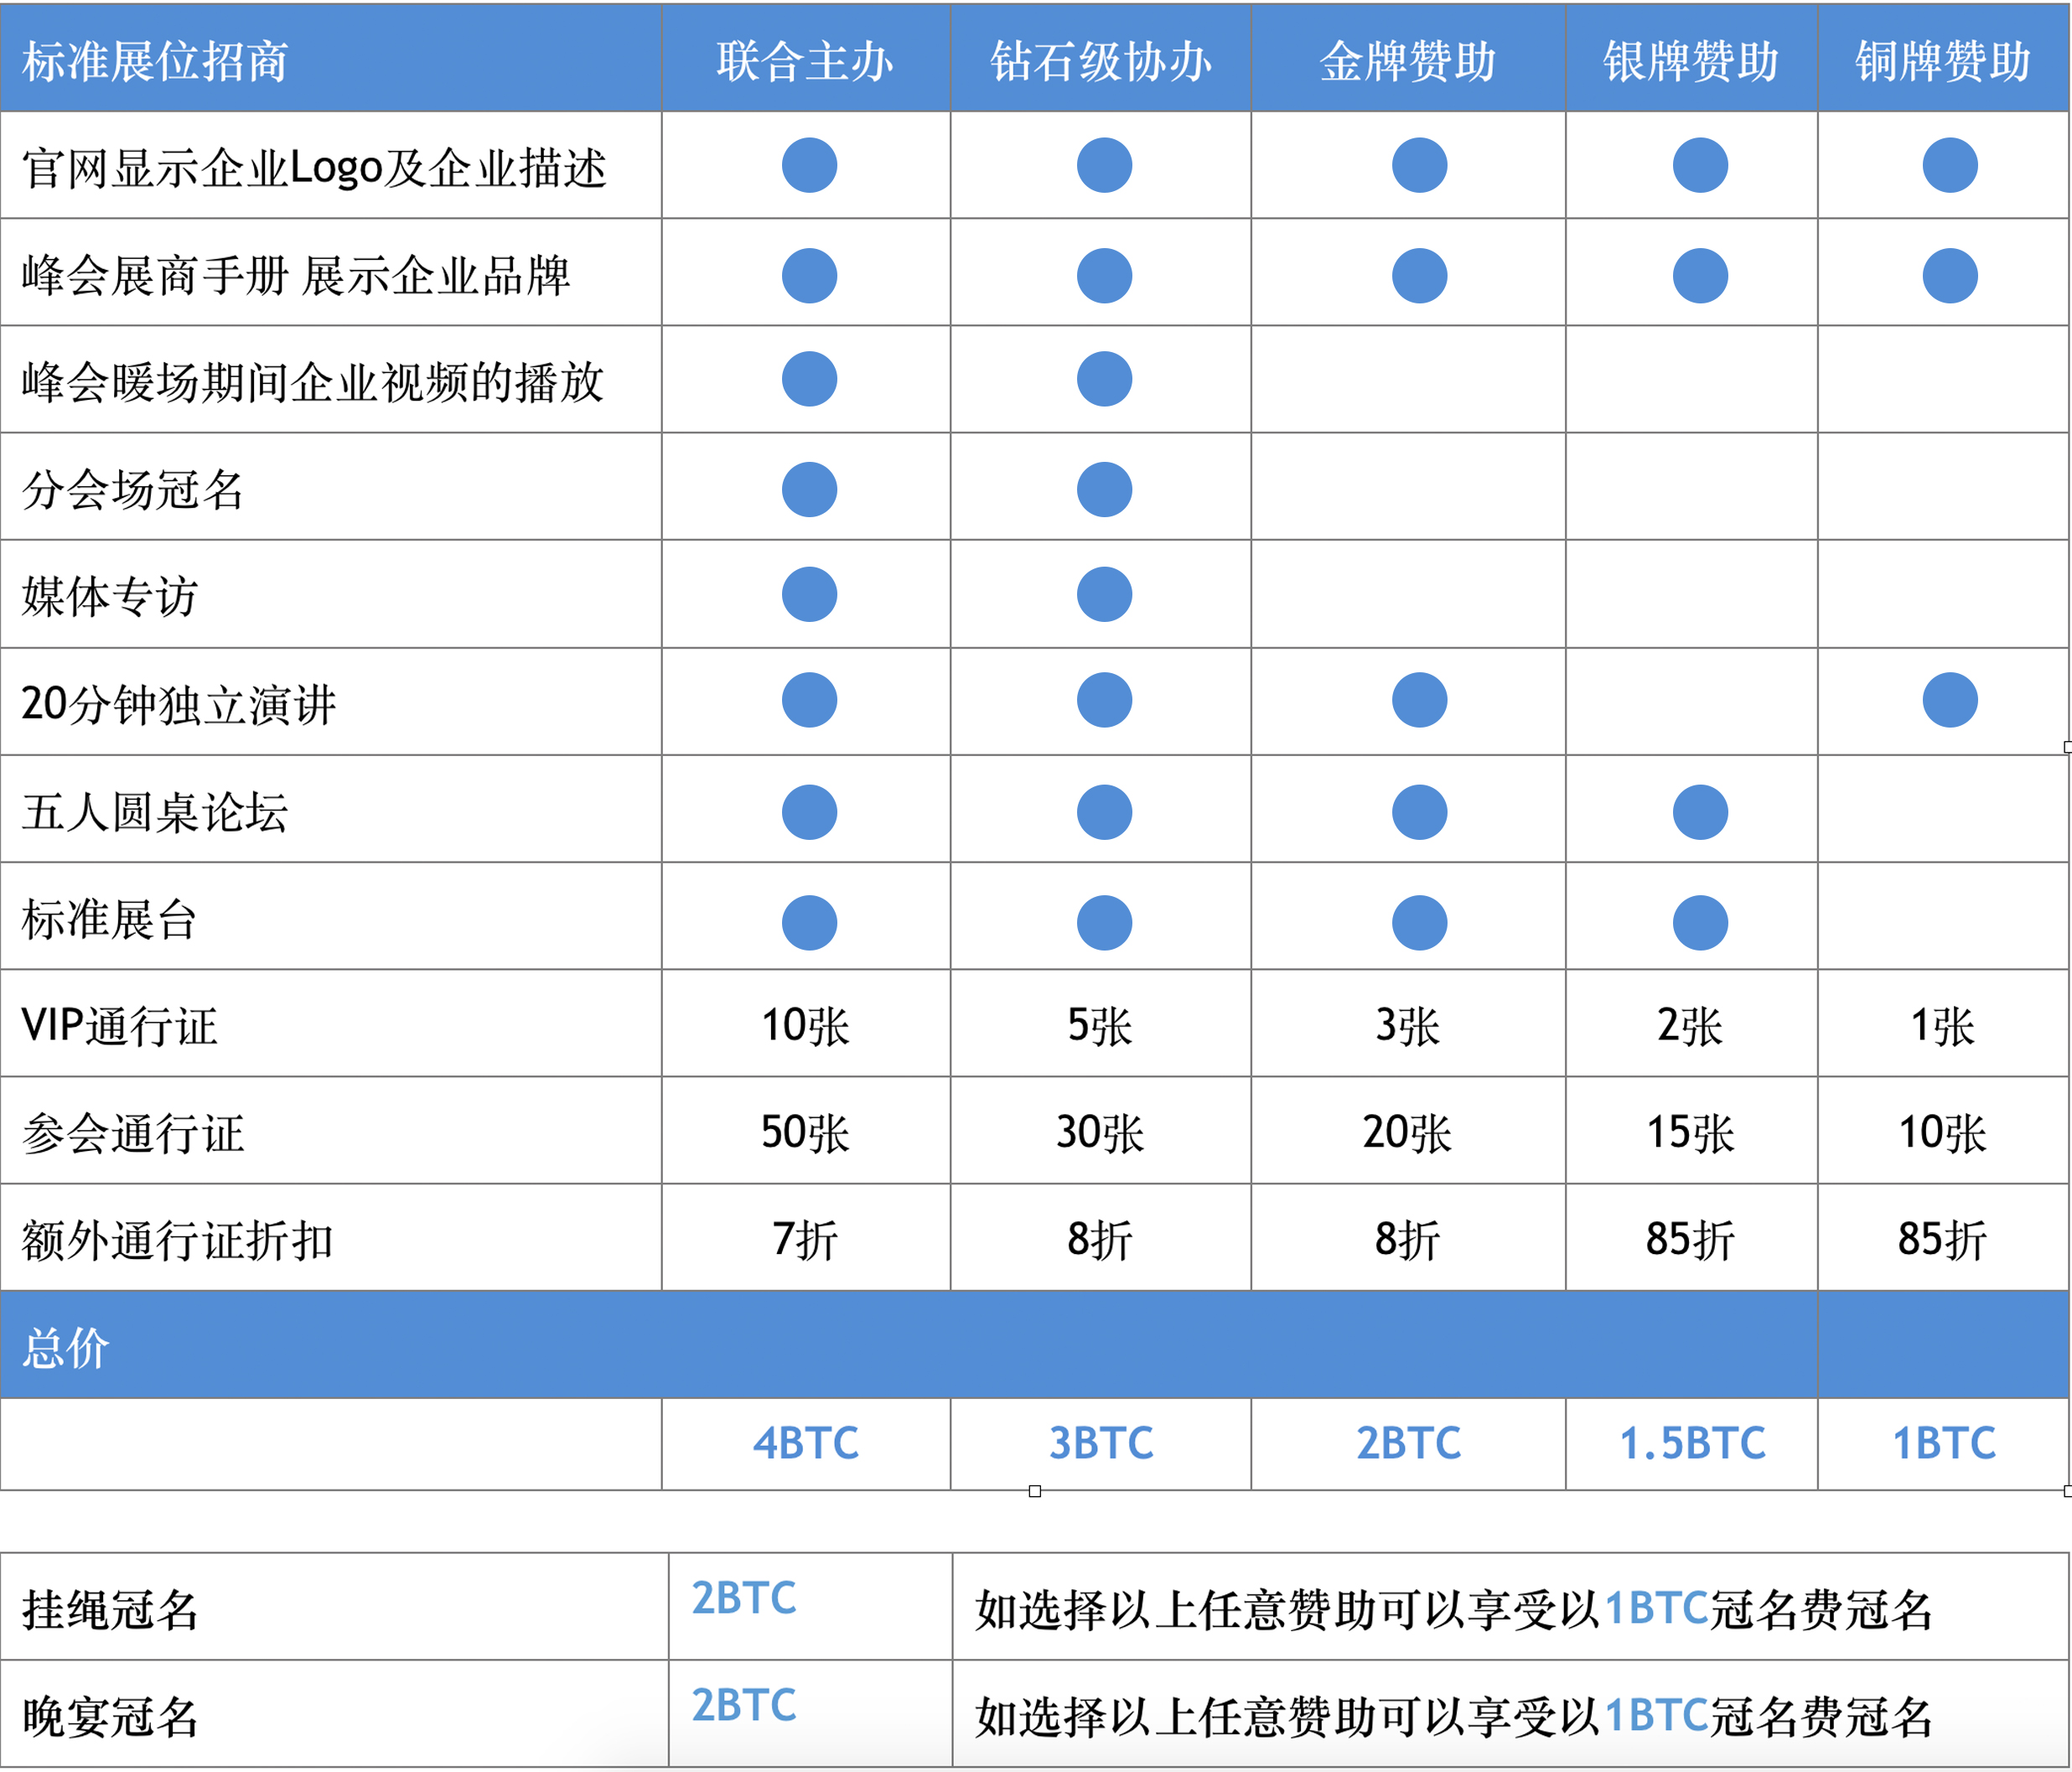 标准展位招商 联合主办 钻石级协办 金牌赞助 银牌赞助 铜牌赞助
官网显示企业Logo及企业描述
峰会展商手册 展示企业品牌
峰会暖场期间企业视频的播放
分会场冠名
媒体专访
20分钟独立演讲
五人圆桌论坛
标准展台
VIP通行证 10张 5张 3张 2张 1张
参会通行证 50张 30张 20张 15张 10张
额外通行证折扣 7折 8折 8折 85折 85折
总价
4BTC 3BTC 2BTC 1.5BTC 1BTC
挂绳冠名 2BTC 如选择以上任意赞助可以享受以1BTC冠名费冠名
晚宴冠名 2BTC 如选择以上任意赞助可以享受以1BTC冠名费冠名